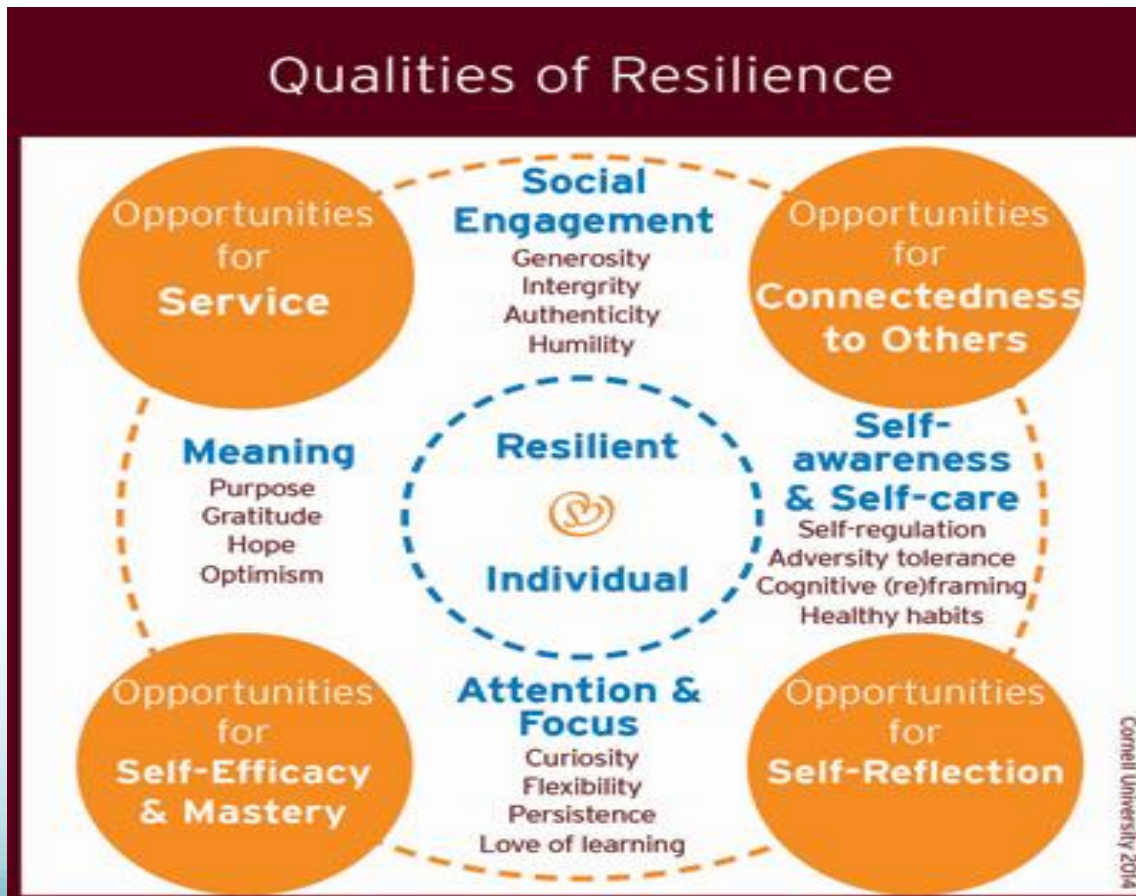 Qualities of Resilience
Opportunities
for
Service
Social
Engagement
Generosity
Intergrity
Authenticity
Humility
Opportunities
for
Connectedness
to Others
Meaning
Purpose
Gratitude
Hope
Optimism
Resilient
Individual
Self-
awareness
& Self-care
Self-regulation
Adversity tolerance
Cognitive (re)framing
Healthy habits
Opportunities
for
Self-Efficacy
& Mastery
Attention &
Focus
Curiosity
Flexibility
Persistence
Love of learning
Opportunities
for
Self-Reflection
Cornell University 2014